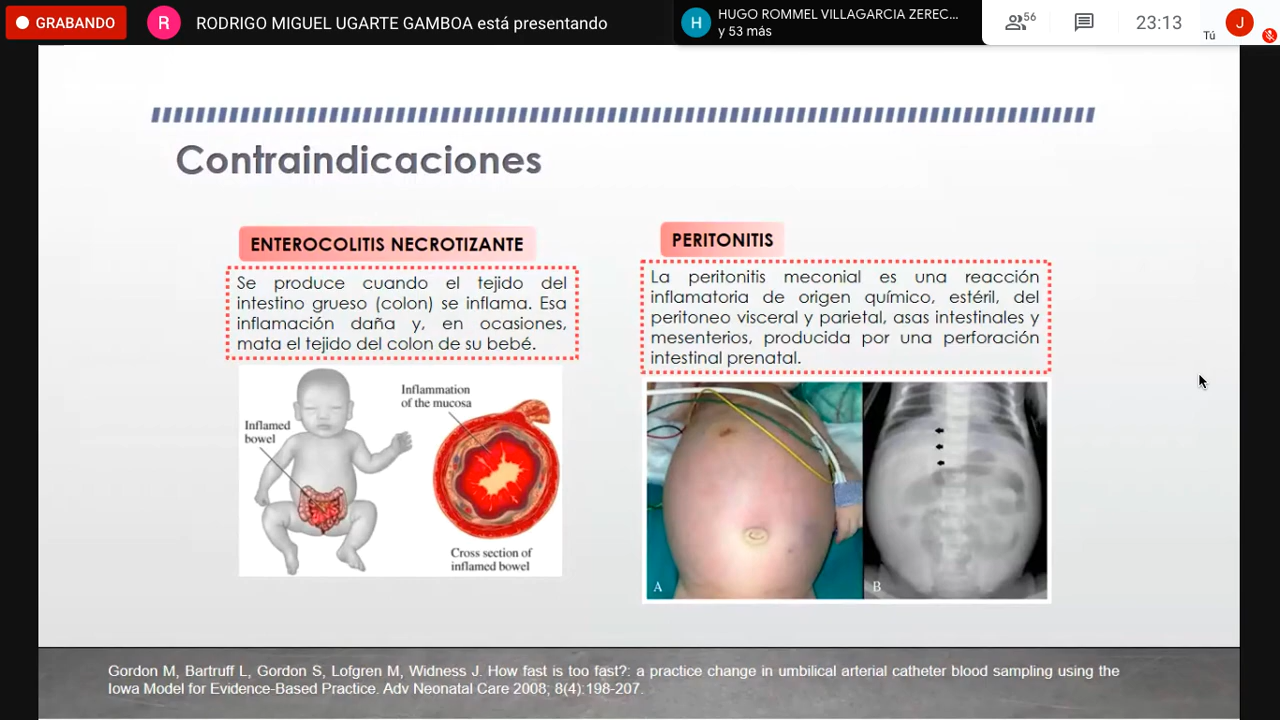 GRABANDO
R
RODRIGO MIGUEL UGARTE GAMBOA está presentando
H
HUGO ROMMEL VILLAGARCIA ZEREC...
y 53 más
56
23:13
Tú
J
Contraindicaciones
ENTEROCOLITIS NECROTIZANTE
Se produce cuando el tejido del
intestino grueso (colon) se inflama. Esa
inflamación daña y, en ocasiones,
mata el tejido del colon de su bebé.
Inflamed
bowel
Inflammation
of the mucosa
Cross section of
inflamed bowel
PERITONITIS
La peritonitis meconial es una reacción
inflamatoria de origen químico, estéril, del
peritoneo visceral y parietal, asas intestinales y
mesenterios, producida por una perforación
intestinal prenatal.
A
B
Gordon M, Bartruff L, Gordon S, Lofgren M, Widness J. How fast is too fast?: a practice change in umbilical arterial catheter blood sampling using the
Iowa Model for Evidence-Based Practice. Adv Neonatal Care 2008; 8(4):198-207.